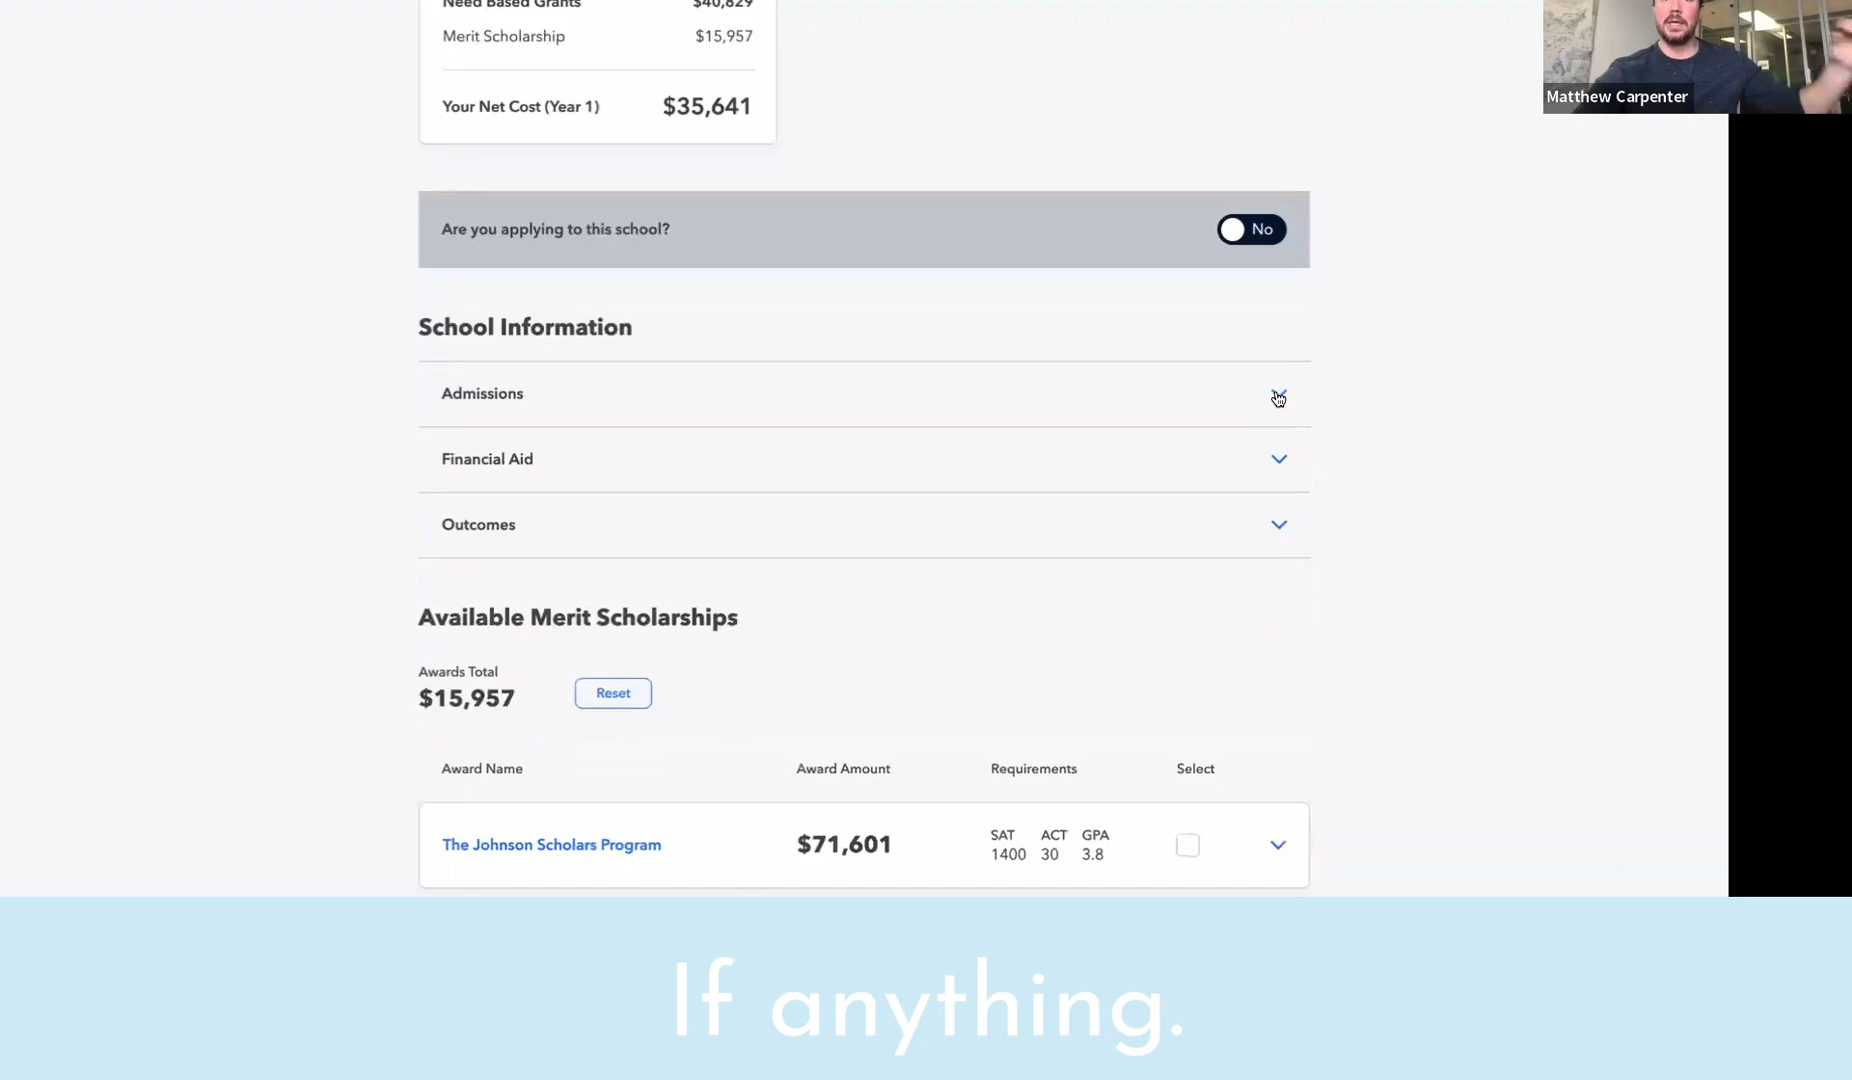 Need Based Grants $40,829
Merit Scholarship $15,957
Your Net Cost (Year 1) $35,641
Matthew Carpenter
Are you applying to this school? No
School Information
Admissions
Financial Aid
Outcomes
Available Merit Scholarships
Awards Total
$15,957 Reset
Award Name Award Amount Requirements Select
The Johnson Scholars Program $71,601 SAT ACT GPA
1400 30 3.8
If anything.